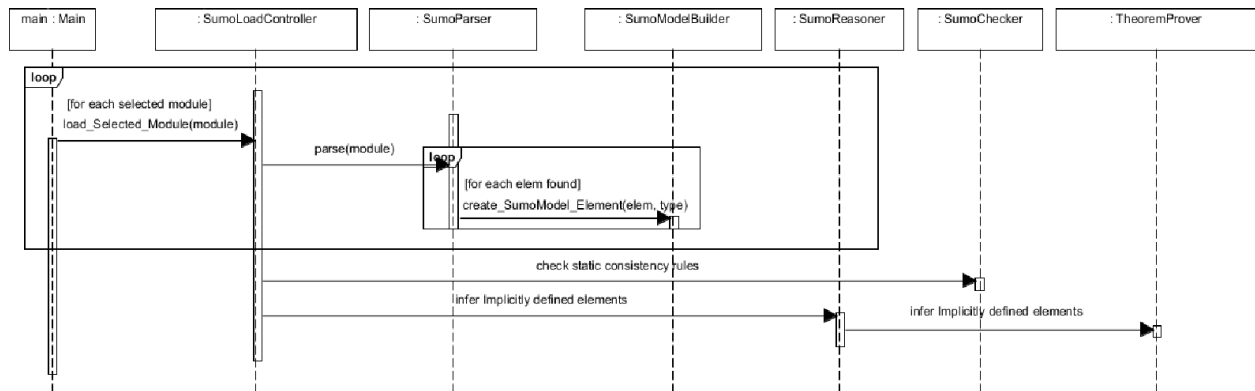 main : Main
: SumoLoadController
: SumoParser
: SumoModelBuilder
: SumoReasoner
: SumoChecker
: TheoremProver
loop
[for each selected module]
load_Selected_Module(module)
parse(module)
loop
[for each elem found]
create_SumoModel_Element(elem, type)
check static consistency rules
infer Implicitly defined elements
infer Implicitly defined elements